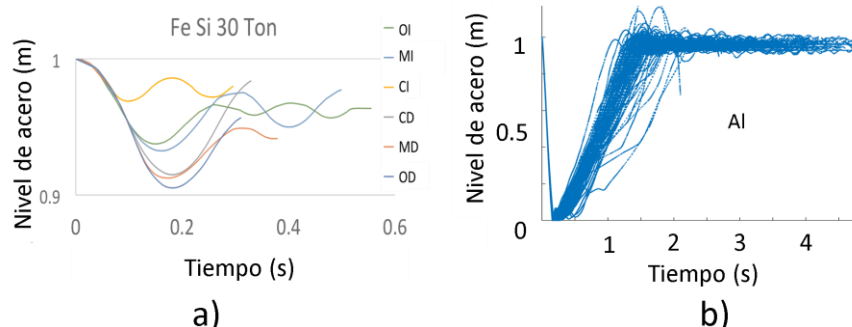 Fe Si 30 Ton
Nivel de acero (m)
1
0.9
0
0.2
0.4
0.6
Tiempo (s)
OI
MI
CI
CD
MD
OD
a)
Nivel de acero (m)
1
0.5
0
1
2
3
4
Al
Tiempo (s)
b)